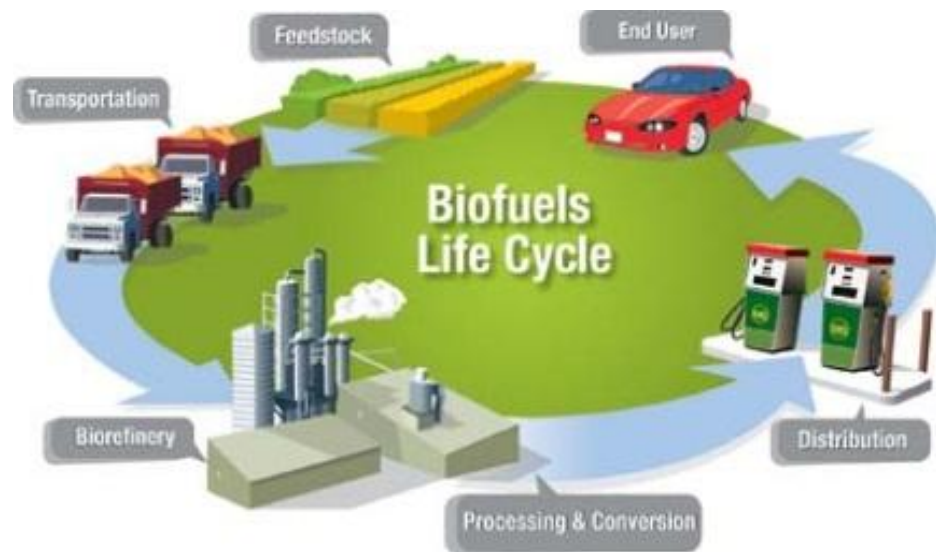 Feedstock
End User
Transportation
Biofuels
Life Cycle
Biorefinery
Distribution
Processing & Conversion